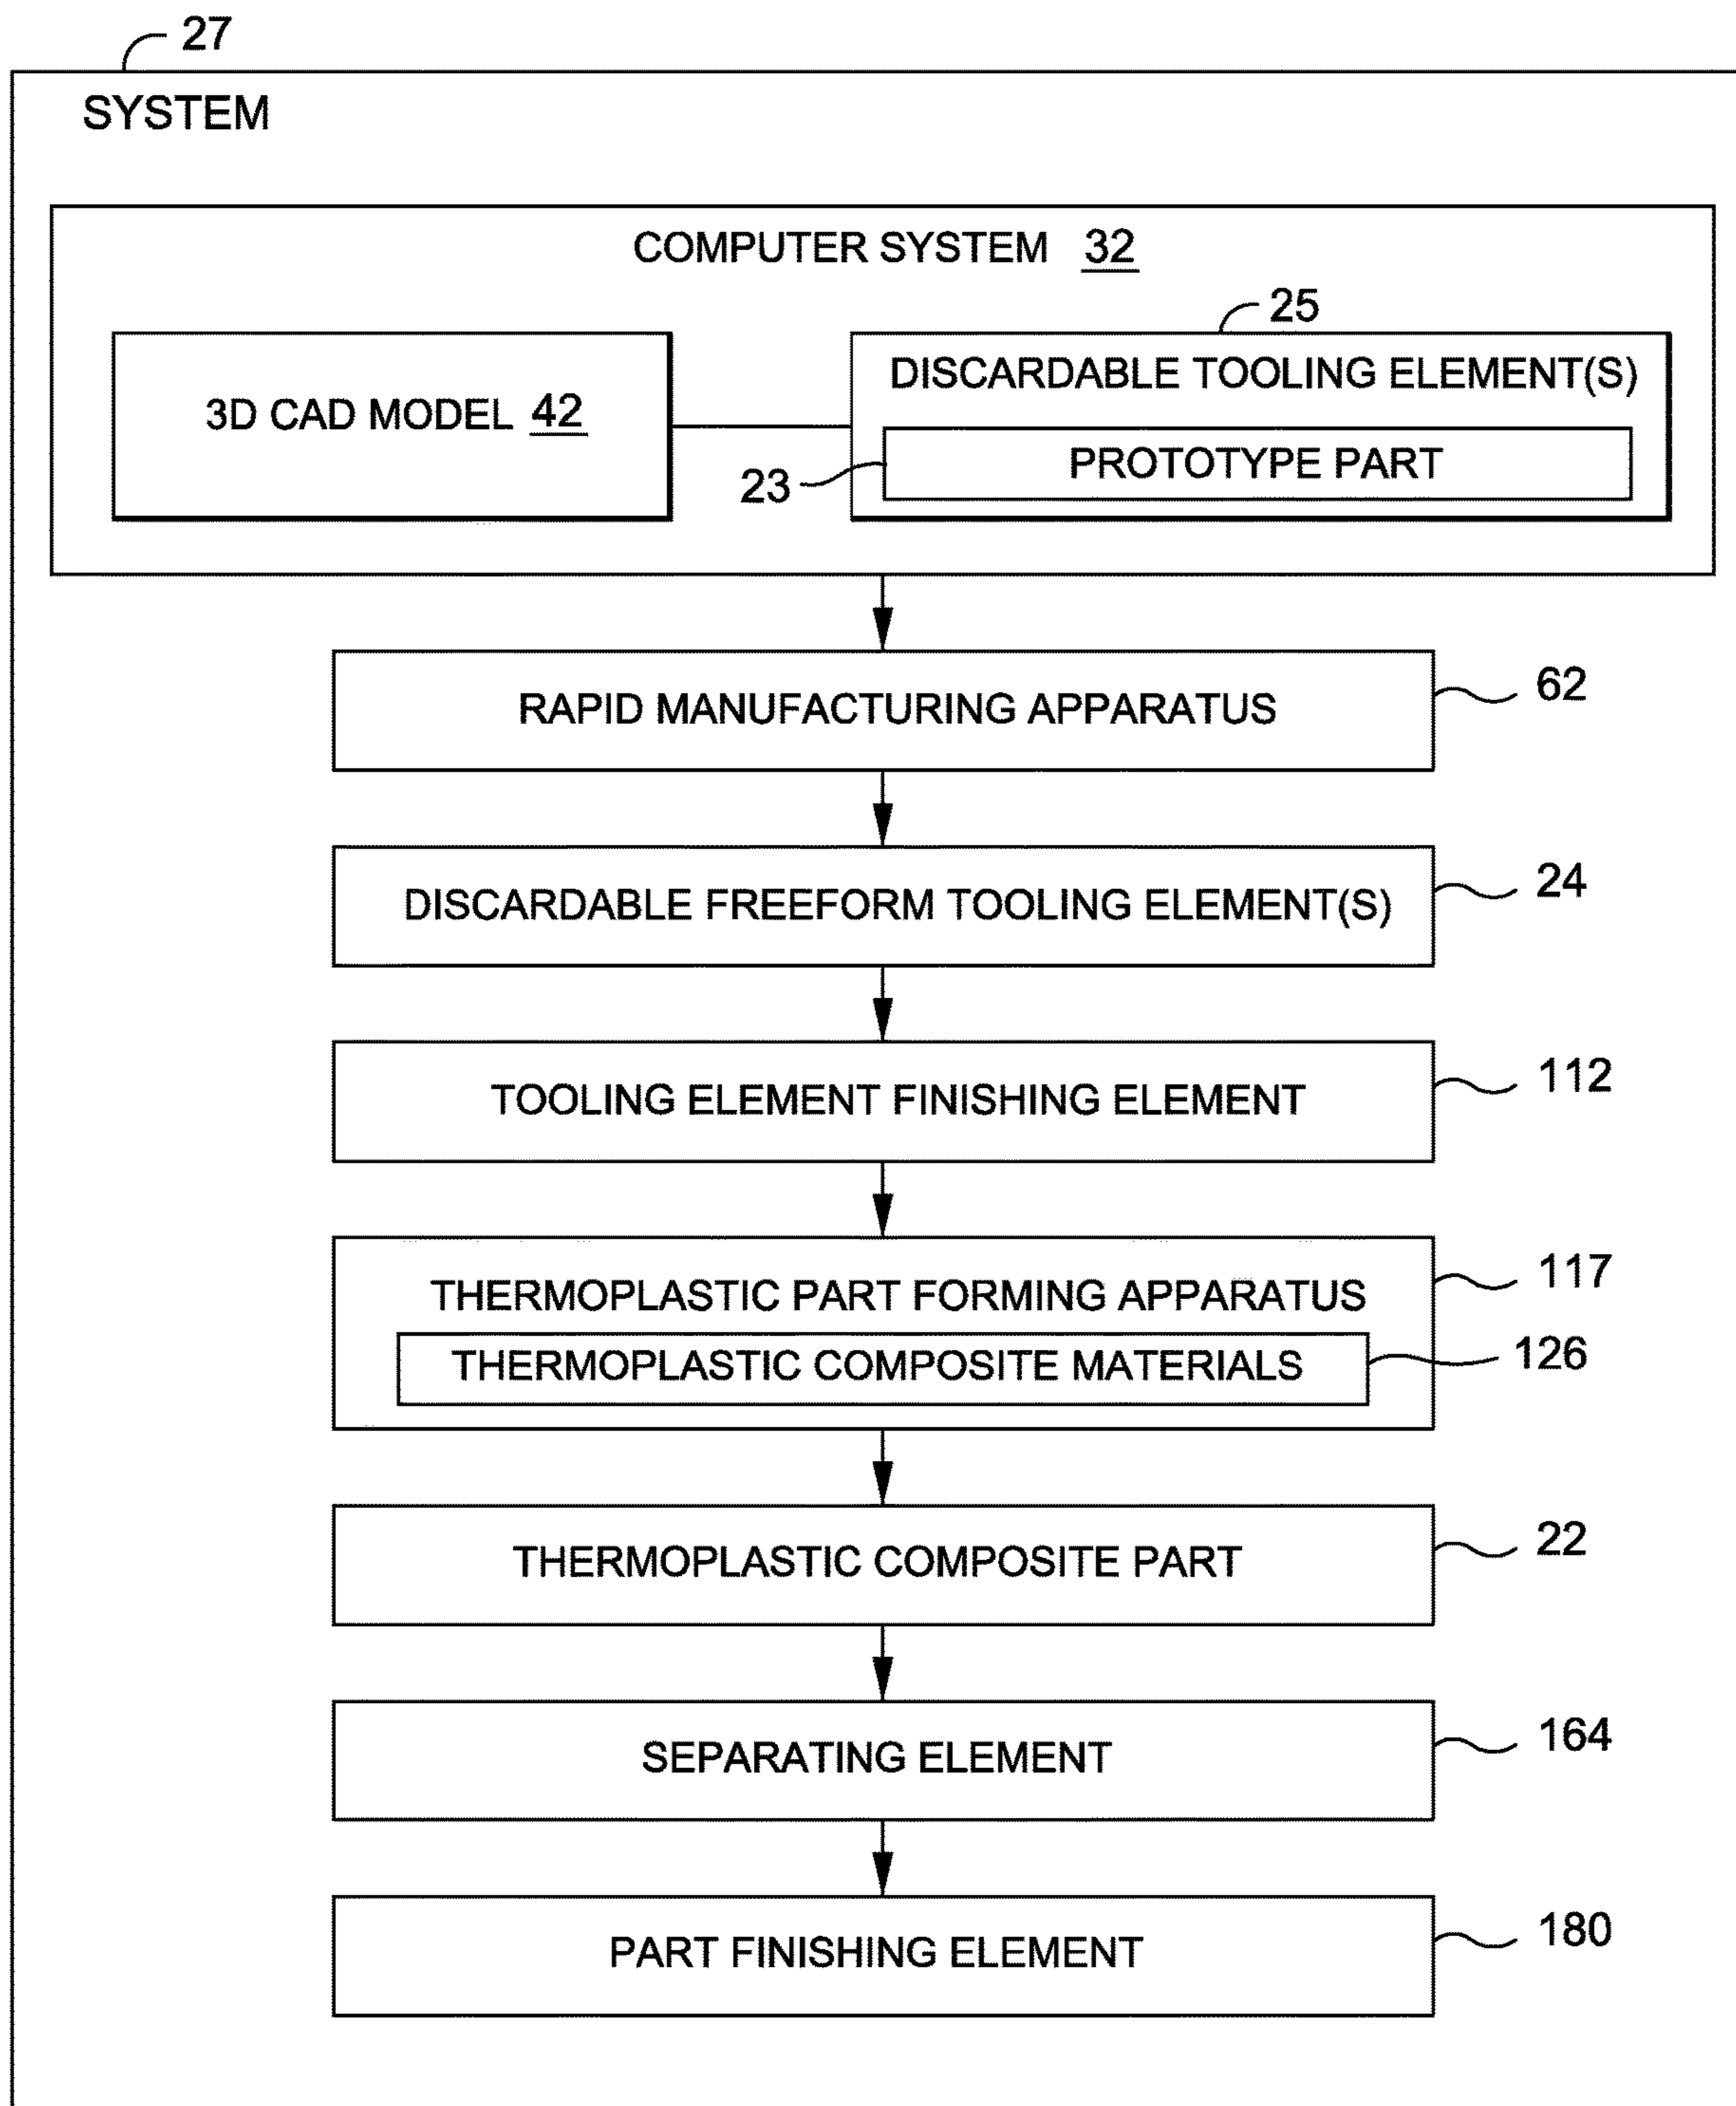 27
SYSTEM
COMPUTER SYSTEM 32
25
3D CAD MODEL 42
DISCARDABLE TOOLING ELEMENT(S)
23
PROTOTYPE PART
RAPID MANUFACTURING APPARATUS
62
DISCARDABLE FREEFORM TOOLING ELEMENT(S)
24
TOOLING ELEMENT FINISHING ELEMENT
112
THERMOPLASTIC PART FORMING APPARATUS
117
THERMOPLASTIC COMPOSITE MATERIALS
126
THERMOPLASTIC COMPOSITE PART
22
SEPARATING ELEMENT
164
PART FINISHING ELEMENT
180